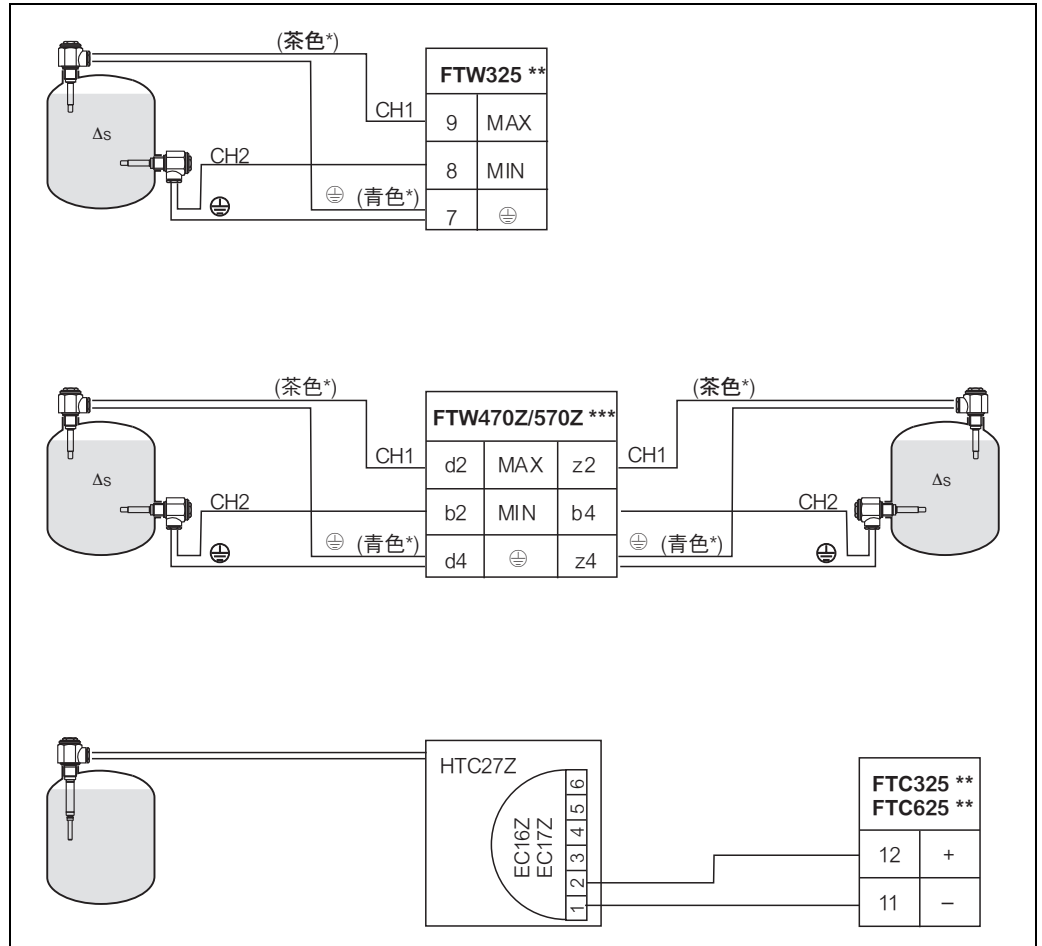 (茶色*)
FTW325 **
CH1
9 MAX
Δs
CH2
8 MIN
(青色*)
7
(茶色*)
(茶色*)
FTW470Z/570Z ***
CH1
d2 MAX z2
CH1
Δs
Δs
CH2
b2 MIN b4
CH2
(青色*)
(青色*)
d4 z4
HTC27Z
EC16Z
EC17Z
1 2 3 4 5 6
FTC325 **
FTC625 **
12 +
11 –